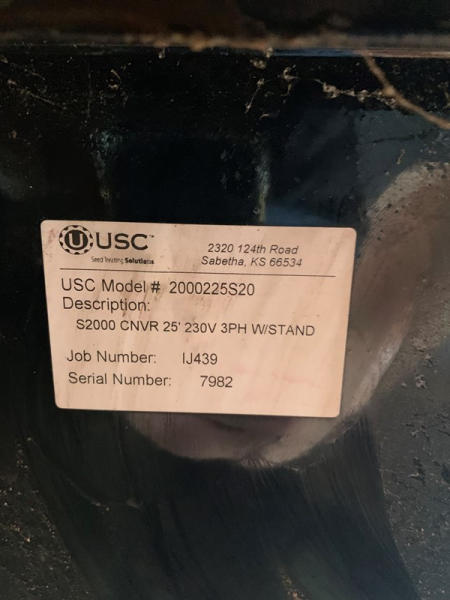 USC™
Seed Treating Solutions
2320 124th Road
Sabetha, KS 66534
USC Model # 2000225S20
Description:
S2000 CNVR 25' 230V 3PH W/STAND
Job Number: IJ439
Serial Number: 7982